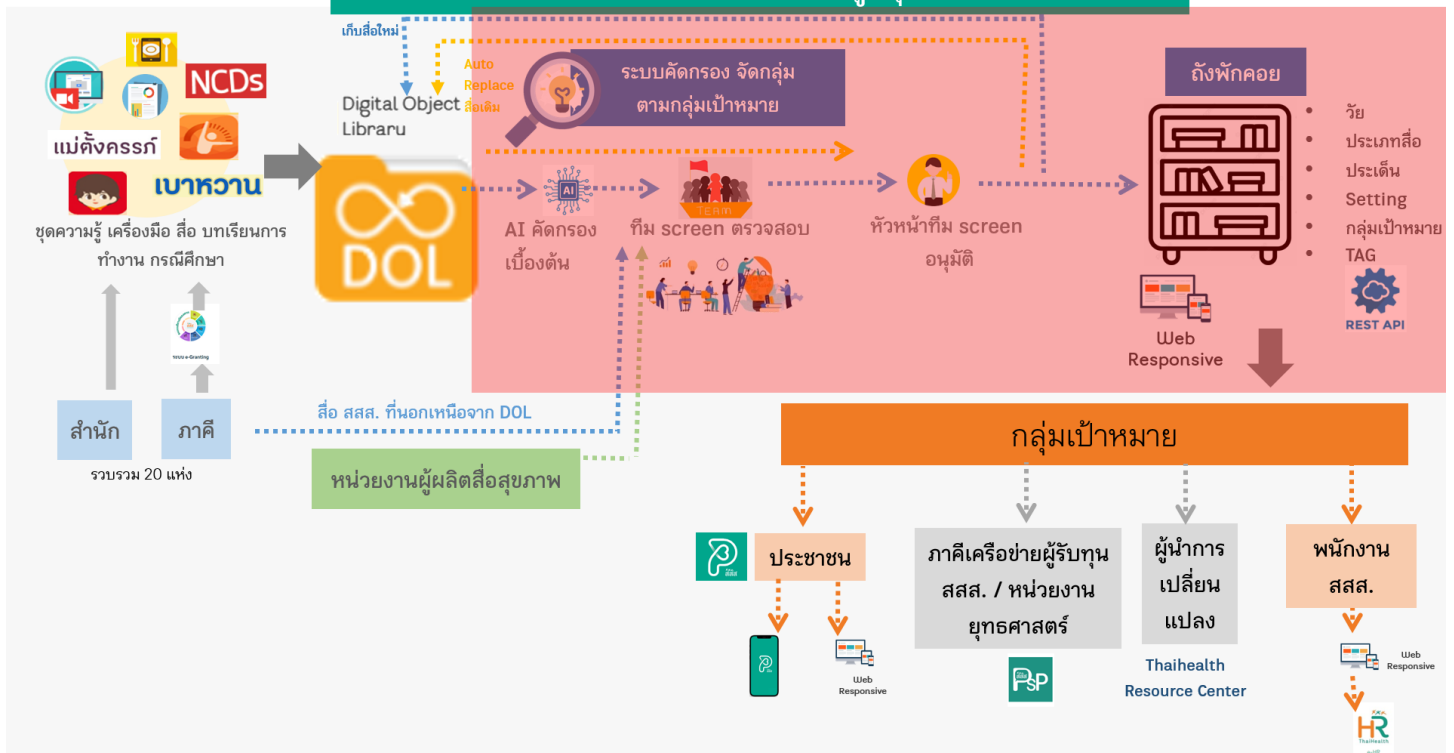 เก็บสื่อใหม่
Auto
Replace
สื่อเดิม
NCDs
แม่ตั้งครรภ์
เบาหวาน
ชุดความรู้ เครื่องมือ สื่อ บทเรียนการ
ทำงาน กรณีศึกษา
Digital Object
Libraru
DOL
ระบบคัดกรอง จัดกลุ่ม
ตามกลุ่มเป้าหมาย
AI
AI คัดกรอง
เบื้องต้น
TERM
ทีม screen ตรวจสอบ
หัวหน้าทีม screen
อนุมัติ
ถังพักคอย
• วัย
• ประเภทสื่อ
• ประเด็น
• Setting
• กลุ่มเป้าหมาย
• TAG
Web
Responsive
REST API
ระบบ e-Granting
สำนัก
ภาคี
รวบรวม 20 แห่ง
สื่อ สสส. ที่นอกเหนือจาก DOL
หน่วยงานผู้ผลิตสื่อสุขภาพ
กลุ่มเป้าหมาย
ประชาชน
ภาคีเครือข่ายผู้รับทุน
สสส. / หน่วยงาน
ยุทธศาสตร์
ผู้นำการ
เปลี่ยน
แปลง
พนักงาน
สสส.
Web
Responsive
PSP
Thaihealth
Resource Center
Web
Responsive
HR
ThaiHealth